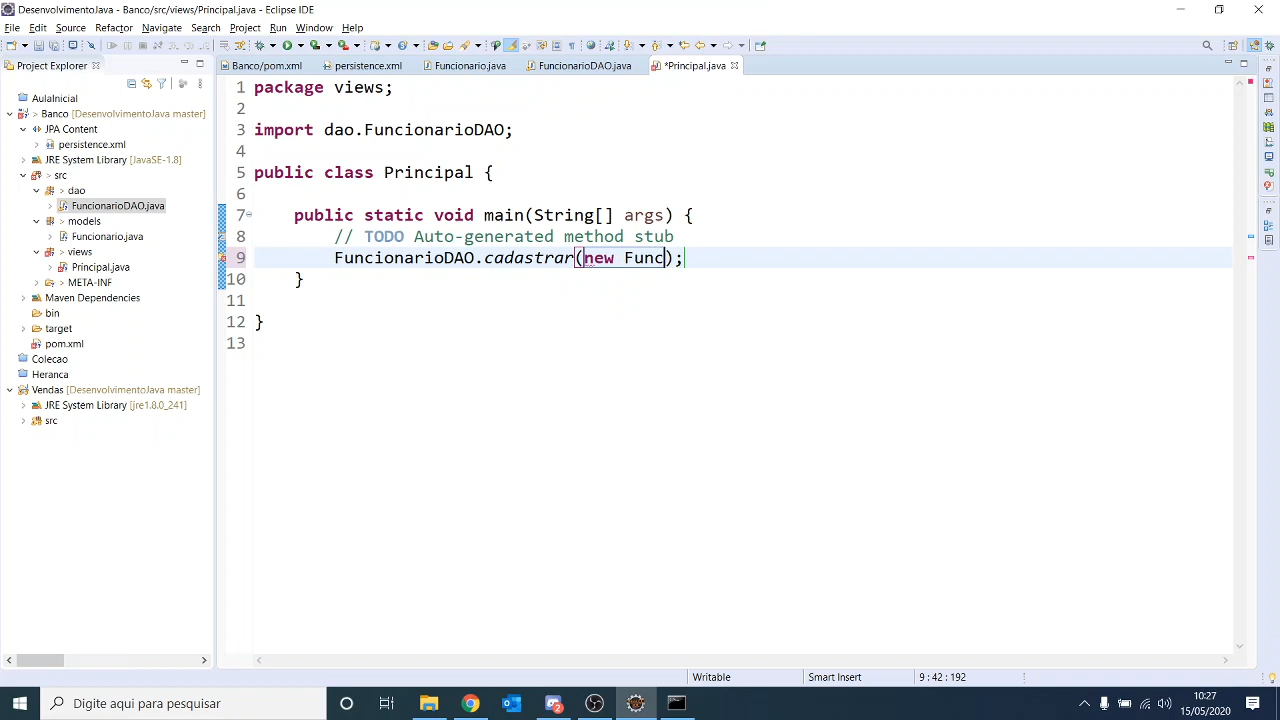 DesenvolvimentoJava - Banco/src/views/Principal.java - Eclipse IDE
File Edit Source Refactor Navigate Search Project Run Window Help
Project Explorer
Banco/pom.xml persistence.xml Funcionario.java FuncionarioDAO.java *Principal.java
AulaInicial
> Banco [DesenvolvimentoJava master]
JPA Content
persistence.xml
JRE System Library [JavaSE-1.8]
> src
> dao
FuncionarioDAO.java
> models
Funcionario.java
> views
Principal.java
> META-INF
Maven Dependencies
bin
target
pom.xml
Colecao
Heranca
Vendas [DesenvolvimentoJava master]
JRE System Library [jre1.8.0_241]
src
1 package views;
2
3 import dao.FuncionarioDAO;
4
5 public class Principal {
6
7 public static void main(String[] args) {
8 // TODO Auto-generated method stub
9 FuncionarioDAO.cadastrar(new Func);
10 }
11
12 }
13
Writable Smart Insert 9 : 42 : 192
Digite aqui para pesquisar
10:27
15/05/2020